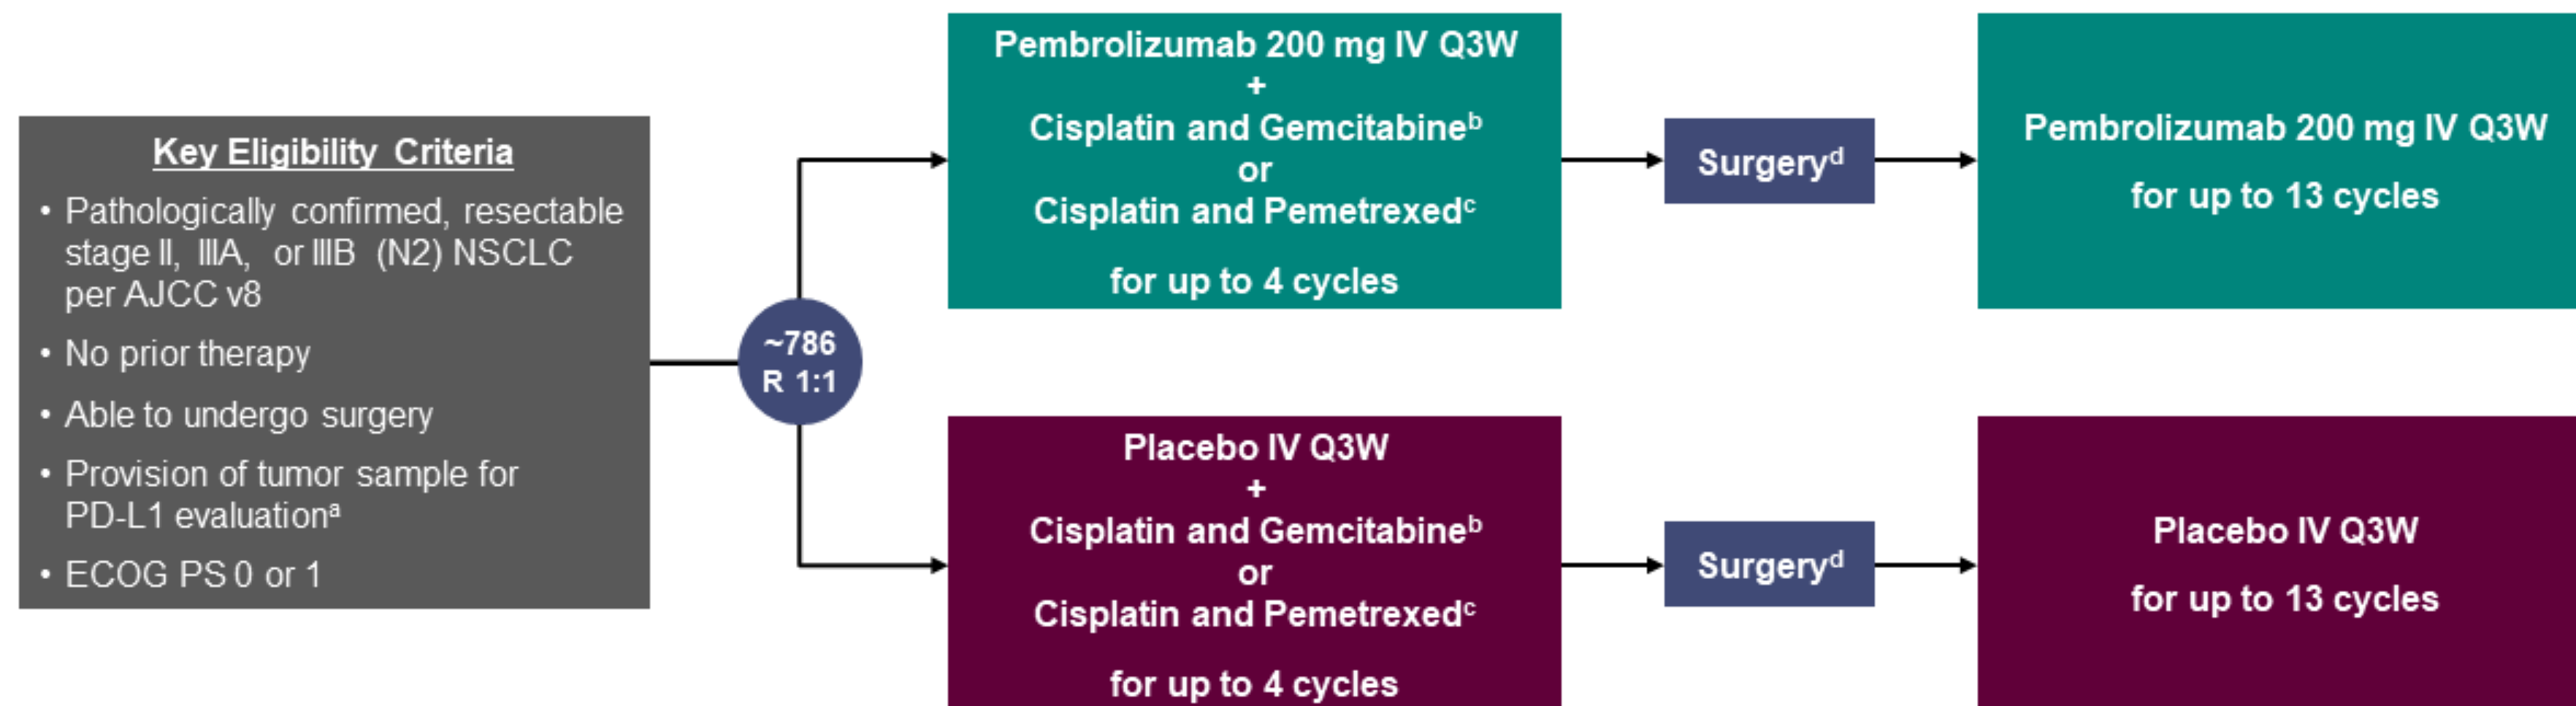 Key Eligibility Criteria
• Pathologically confirmed, resectable
stage II, IIIA, or IIIB (N2) NSCLC
per AJCC v8
• No prior therapy
• Able to undergo surgery
• Provision of tumor sample for
PD-L1 evaluationᵃ
• ECOG PS 0 or 1
~786
R 1:1
Pembrolizumab 200 mg IV Q3W
+
Cisplatin and Gemcitabineᵇ
or
Cisplatin and Pemetrexedᶜ
for up to 4 cycles
Surgeryᵈ
Pembrolizumab 200 mg IV Q3W
for up to 13 cycles
Placebo IV Q3W
+
Cisplatin and Gemcitabineᵇ
or
Cisplatin and Pemetrexedᶜ
for up to 4 cycles
Surgeryᵈ
Placebo IV Q3W
for up to 13 cycles